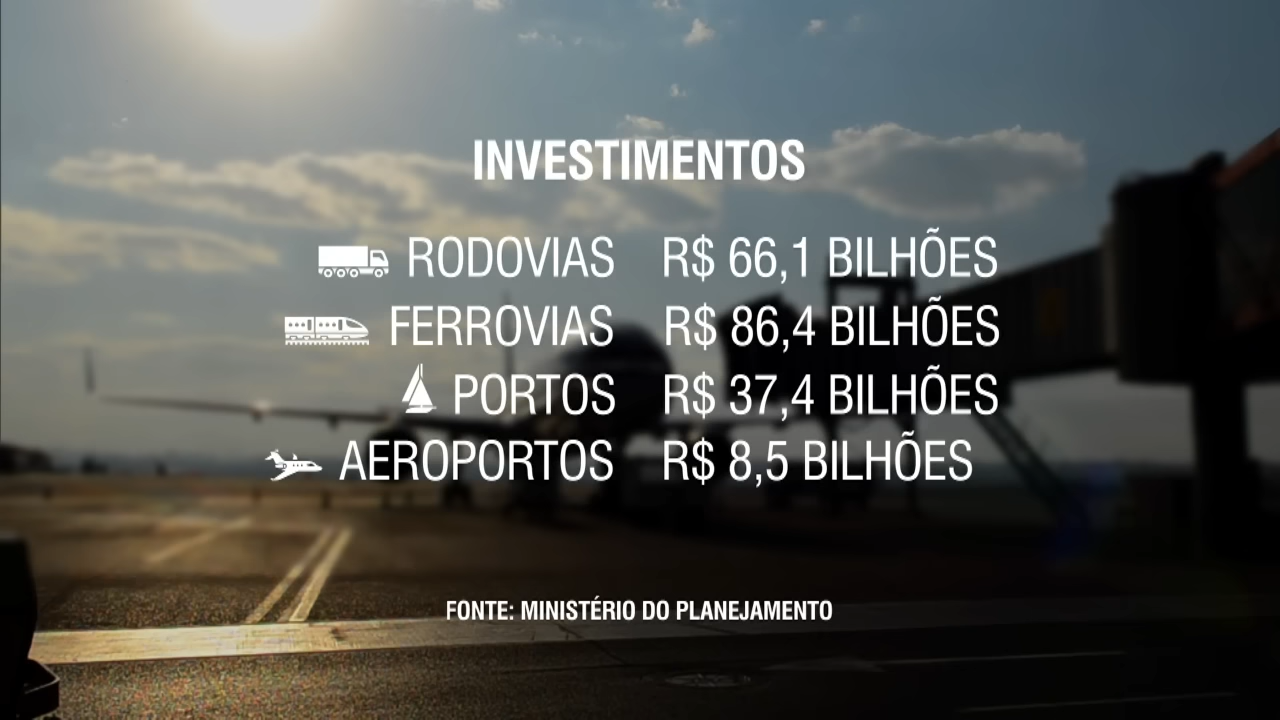 INVESTIMENTOS
RODOVIAS R$ 66,1 BILHÕES
FERROVIAS R$ 86,4 BILHÕES
PORTOS R$ 37,4 BILHÕES
AEROPORTOS R$ 8,5 BILHÕES
FONTE: MINISTÉRIO DO PLANEJAMENTO